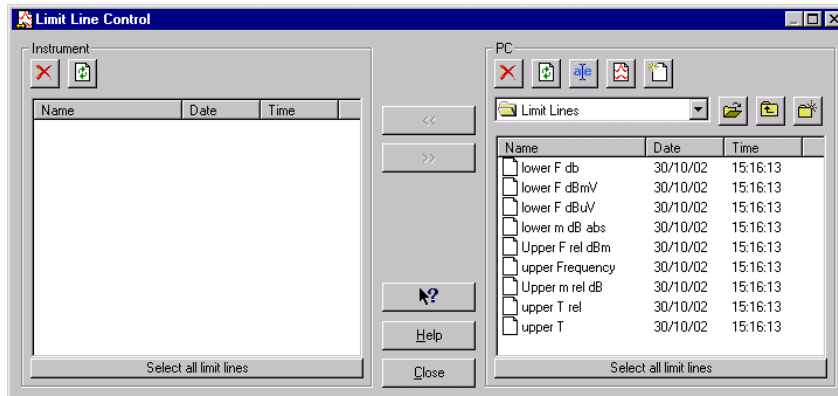 Limit Line Control
Instrument
Name Date Time
Select all limit lines
<<
>>
?
Help
Close
PC
a|e
Limit Lines
Name Date Time
lower F db 30/10/02 15:16:13
lower F dBmV 30/10/02 15:16:13
lower F dBuV 30/10/02 15:16:13
lower m dB abs 30/10/02 15:16:13
Upper F rel dBm 30/10/02 15:16:13
upper Frequency 30/10/02 15:16:13
Upper m rel dB 30/10/02 15:16:13
upper T rel 30/10/02 15:16:13
upper T 30/10/02 15:16:13
Select all limit lines